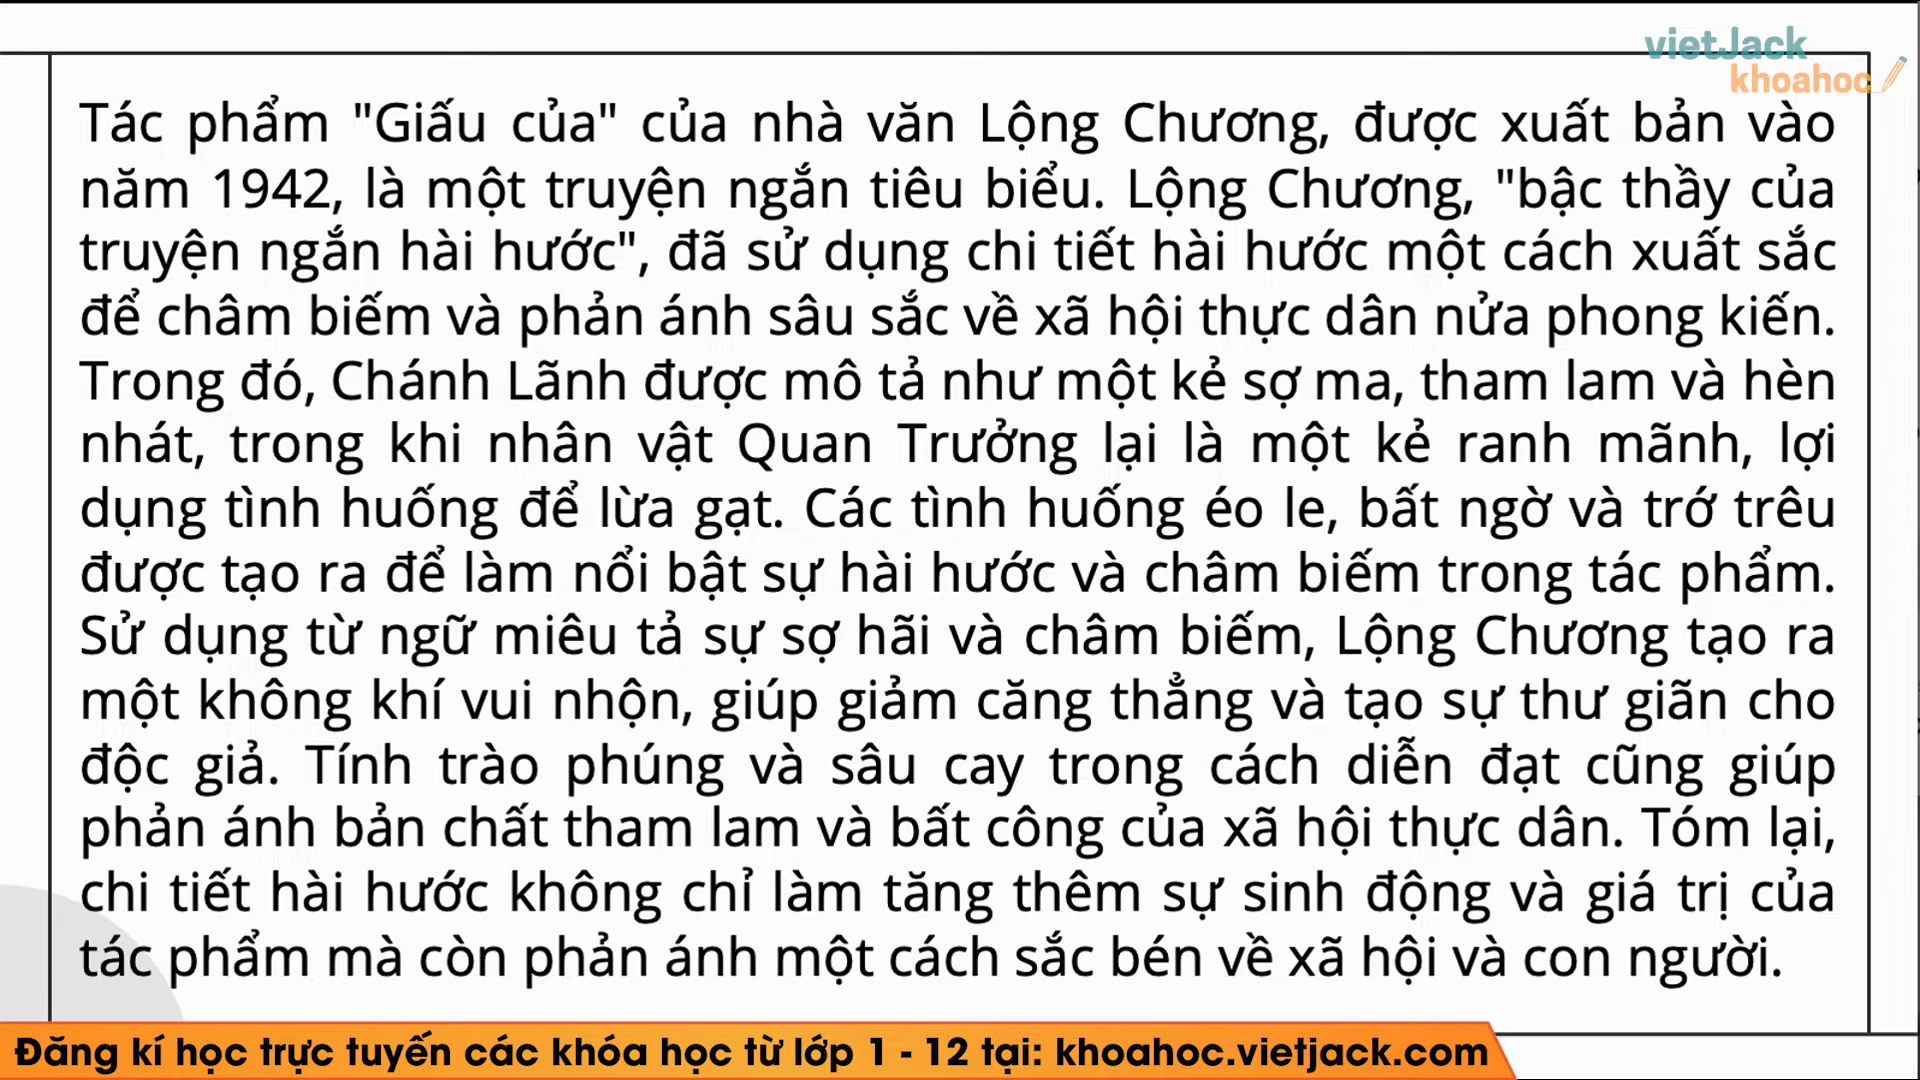 vietJack
khoahoc
Tác phẩm "Giấu của" của nhà văn Lộng Chương, được xuất bản vào
năm 1942, là một truyện ngắn tiêu biểu. Lộng Chương, "bậc thầy của
truyện ngắn hài hước", đã sử dụng chi tiết hài hước một cách xuất sắc
để châm biếm và phản ánh sâu sắc về xã hội thực dân nửa phong kiến.
Trong đó, Chánh Lãnh được mô tả như một kẻ sợ ma, tham lam và hèn
nhát, trong khi nhân vật Quan Trưởng lại là một kẻ ranh mãnh, lợi
dụng tình huống để lừa gạt. Các tình huống éo le, bất ngờ và trớ trêu
được tạo ra để làm nổi bật sự hài hước và châm biếm trong tác phẩm.
Sử dụng từ ngữ miêu tả sự sợ hãi và châm biếm, Lộng Chương tạo ra
một không khí vui nhộn, giúp giảm căng thẳng và tạo sự thư giãn cho
độc giả. Tính trào phúng và sâu cay trong cách diễn đạt cũng giúp
phản ánh bản chất tham lam và bất công của xã hội thực dân. Tóm lại,
chi tiết hài hước không chỉ làm tăng thêm sự sinh động và giá trị của
tác phẩm mà còn phản ánh một cách sắc bén về xã hội và con người.
Đăng kí học trực tuyến các khóa học từ lớp 1 - 12 tại: khoahoc.vietjack.com